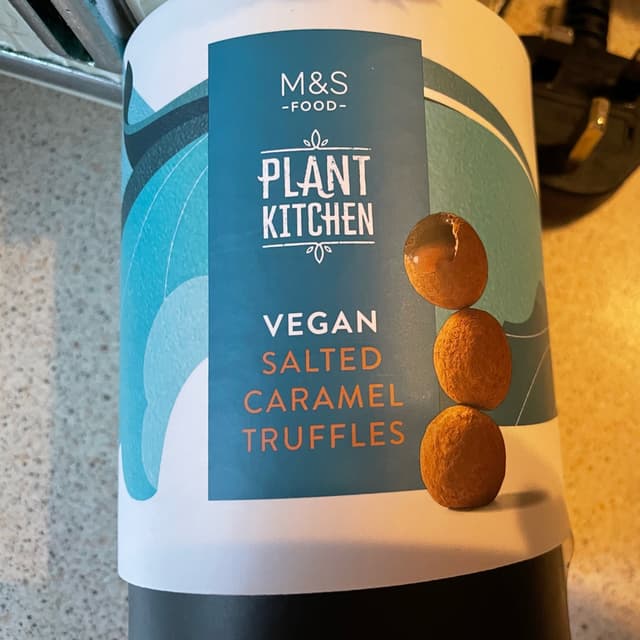 M&S
-FOOD-
PLANT
KITCHEN
VEGAN
SALTED
CARAMEL
TRUFFLES